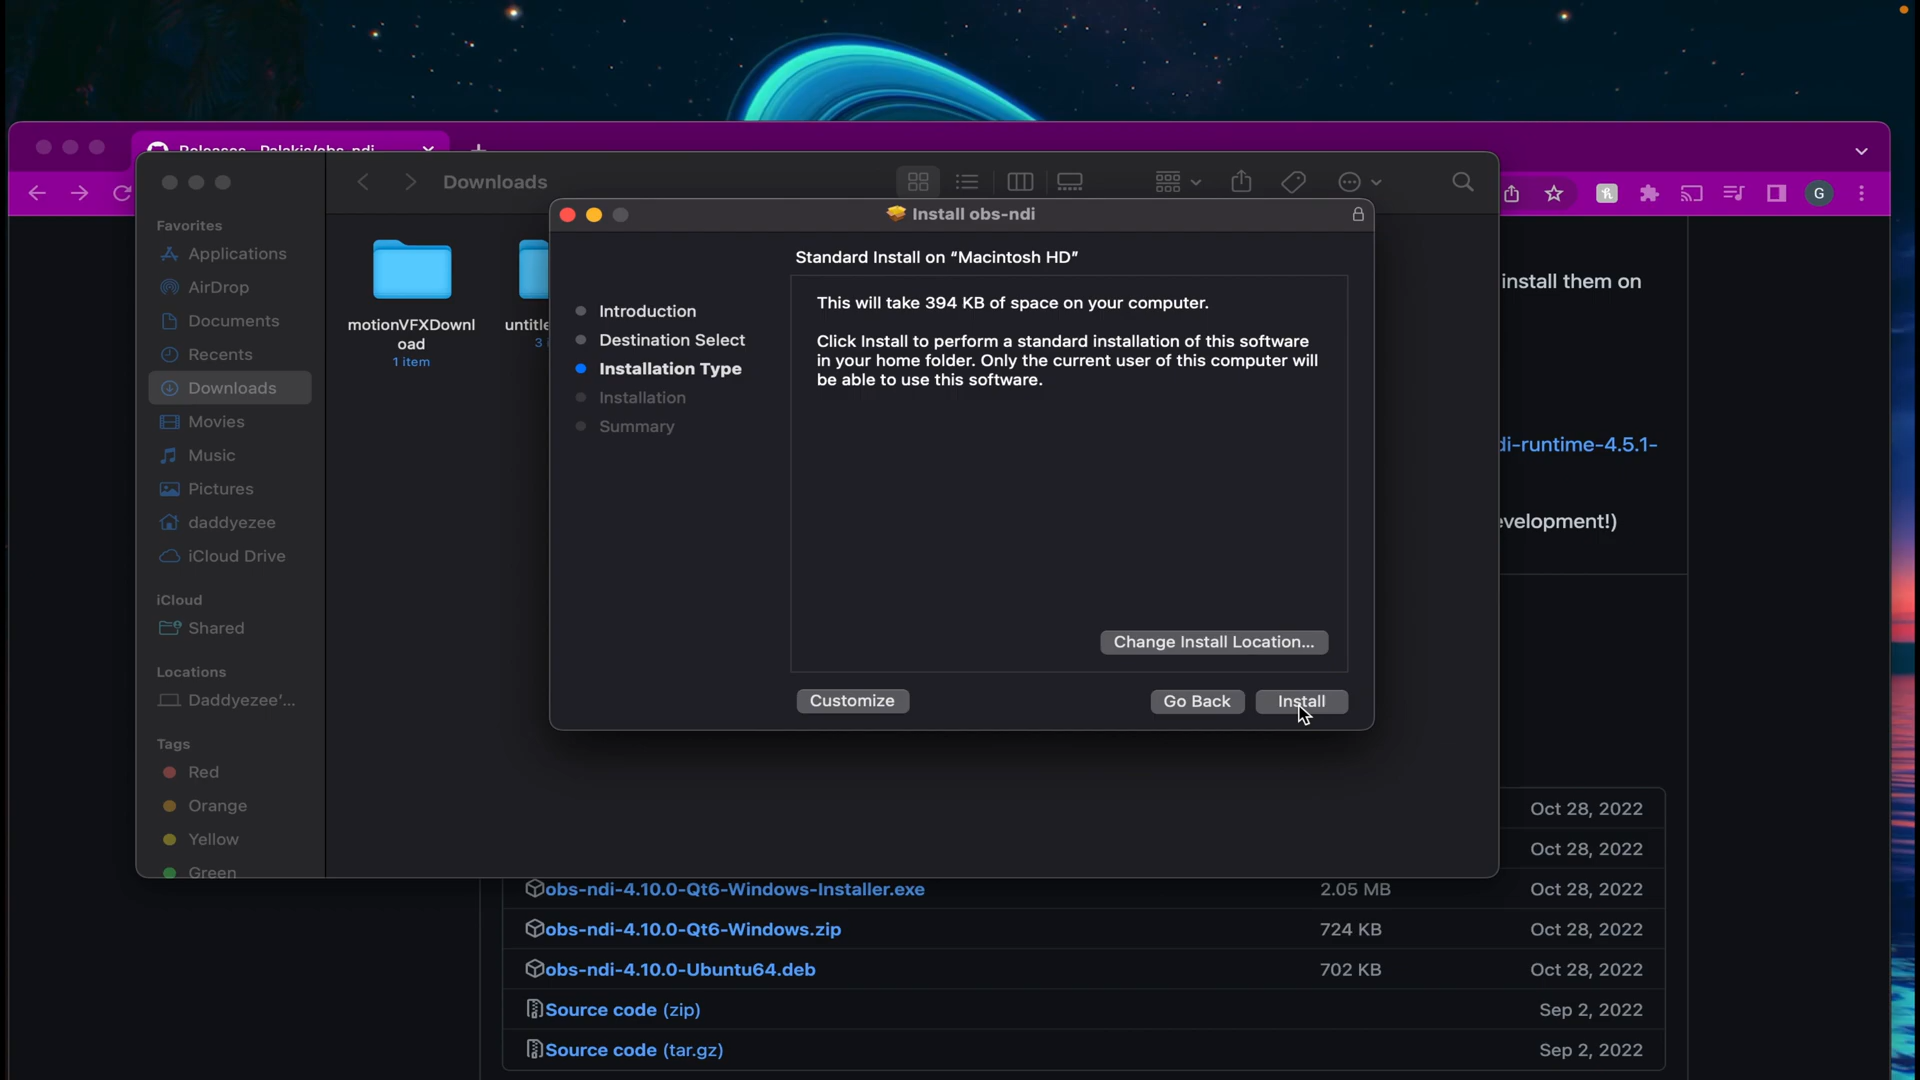 Releases · Palakis/obs-ndi
G
Downloads
Favorites
Applications
AirDrop
Documents
Recents
Downloads
Movies
Music
Pictures
daddyezee
iCloud Drive
iCloud
Shared
Locations
Daddyezee'...
Tags
Red
Orange
Yellow
Green
motionVFXDownl
oad
1 item
untitle
3
Install obs-ndi
Standard Install on "Macintosh HD"
Introduction
Destination Select
Installation Type
Installation
Summary
This will take 394 KB of space on your computer.
Click Install to perform a standard installation of this software
in your home folder. Only the current user of this computer will
be able to use this software.
Change Install Location...
Customize
Go Back
Install
install them on
di-runtime-4.5.1-
evelopment!)
Oct 28, 2022
Oct 28, 2022
obs-ndi-4.10.0-Qt6-Windows-Installer.exe 2.05 MB Oct 28, 2022
obs-ndi-4.10.0-Qt6-Windows.zip 724 KB Oct 28, 2022
obs-ndi-4.10.0-Ubuntu64.deb 702 KB Oct 28, 2022
Source code (zip) Sep 2, 2022
Source code (tar.gz) Sep 2, 2022